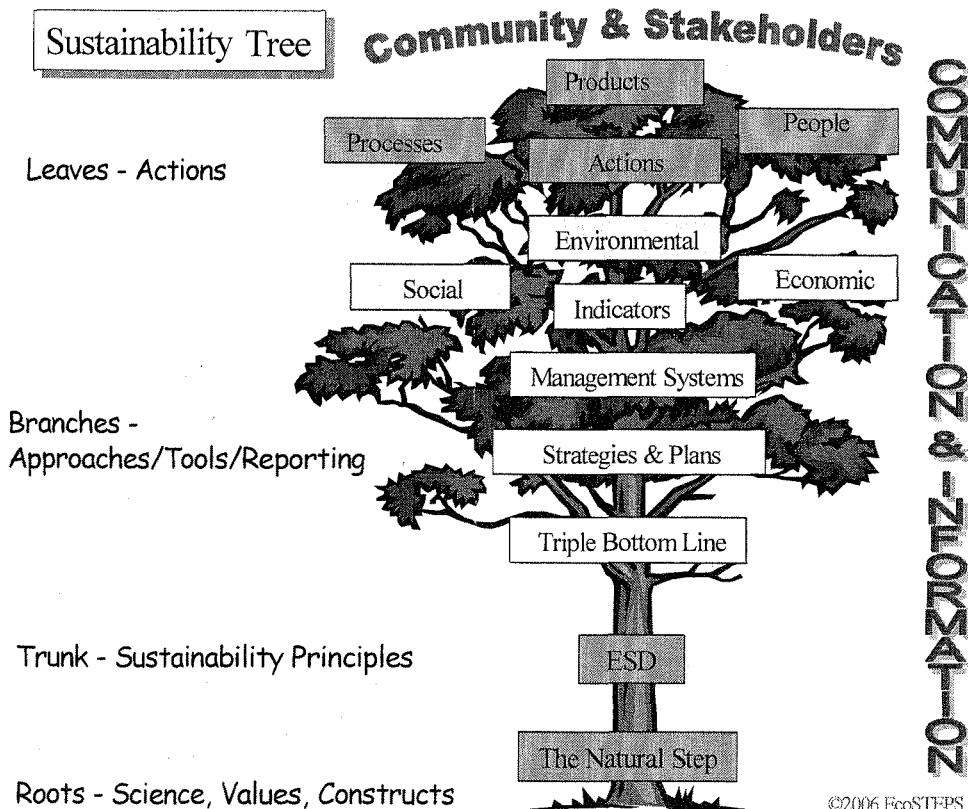 Sustainability Tree
Community & Stakeholders
Products
Processes
People
Actions
Leaves - Actions
Environmental
Social
Economic
Indicators
Management Systems
Branches -
Approaches/Tools/Reporting
Strategies & Plans
Triple Bottom Line
Trunk - Sustainability Principles
ESD
The Natural Step
Roots - Science, Values, Constructs
COMMUNICATION & INFORMATION
©2006 EcoSTEPS